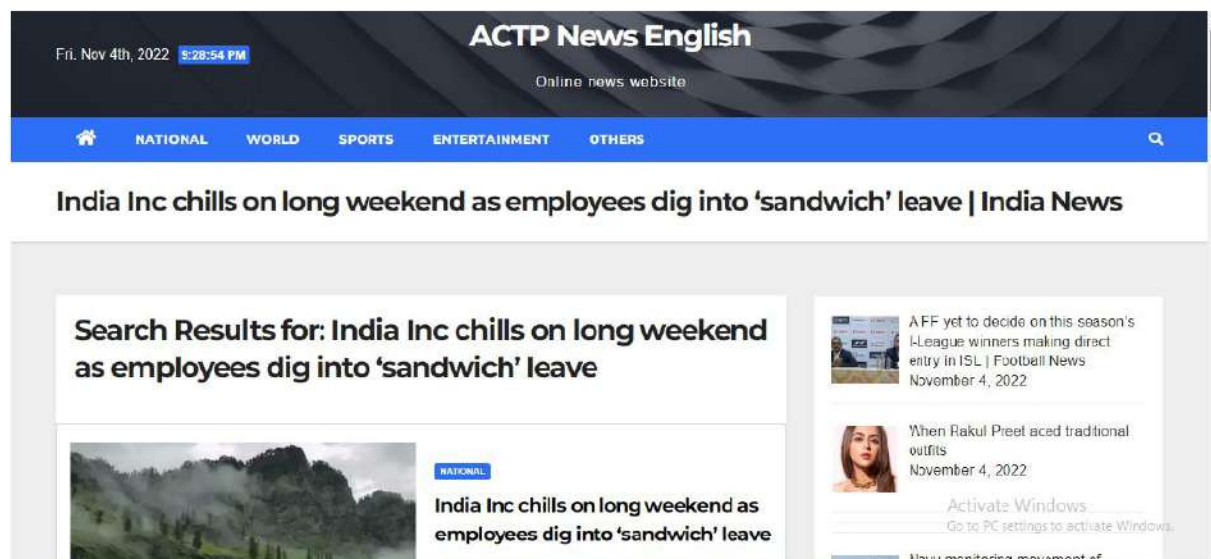 ACTP News English
Fri. Nov 4th, 2022 5:28:54 PM
Online news website
NATIONAL WORLD SPORTS ENTERTAINMENT OTHERS
India Inc chills on long weekend as employees dig into ‘sandwich’ leave | India News
Search Results for: India Inc chills on long weekend
as employees dig into ‘sandwich’ leave
NATIONAL
India Inc chills on long weekend as
employees dig into ‘sandwich’ leave
AIFF yet to decide on this season's
I-League winners making direct
entry in ISL | Football News
November 4, 2022
When Rakul Preet aced traditional
outfits
November 4, 2022
Activate Windows
Go to PC settings to activate Windows.
Navy monitoring movement of